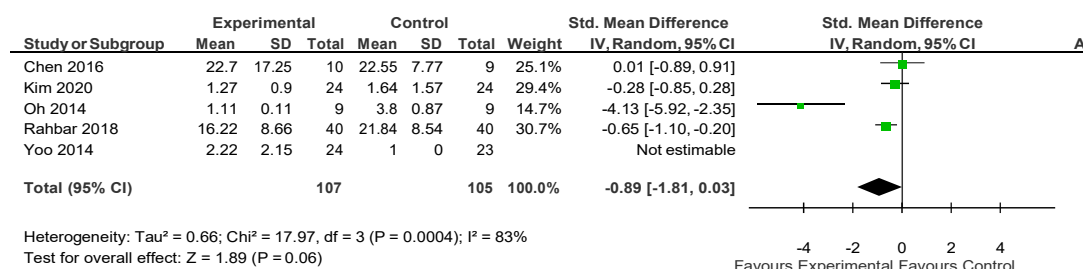 Experimental Control Std. Mean Difference Std. Mean Difference
Study or Subgroup Mean SD Total Mean SD Total Weight IV, Random, 95% CI IV, Random, 95% CI A
Chen 2016 22.7 17.25 10 22.55 7.77 9 25.1% 0.01 [-0.89, 0.91]
Kim 2020 1.27 0.9 24 1.64 1.57 24 29.4% -0.28 [-0.85, 0.28]
Oh 2014 1.11 0.11 9 3.8 0.87 9 14.7% -4.13 [-5.92, -2.35]
Rahbar 2018 16.22 8.66 40 21.84 8.54 40 30.7% -0.65 [-1.10, -0.20]
Yoo 2014 2.22 2.15 24 1 0 23 Not estimable
Total (95% CI) 107 105 100.0% -0.89 [-1.81, 0.03]
Heterogeneity: Tau² = 0.66; Chi² = 17.97, df = 3 (P = 0.0004); I² = 83%
Test for overall effect: Z = 1.89 (P = 0.06)
-4 -2 0 2 4
Favours Experimental Favours Control